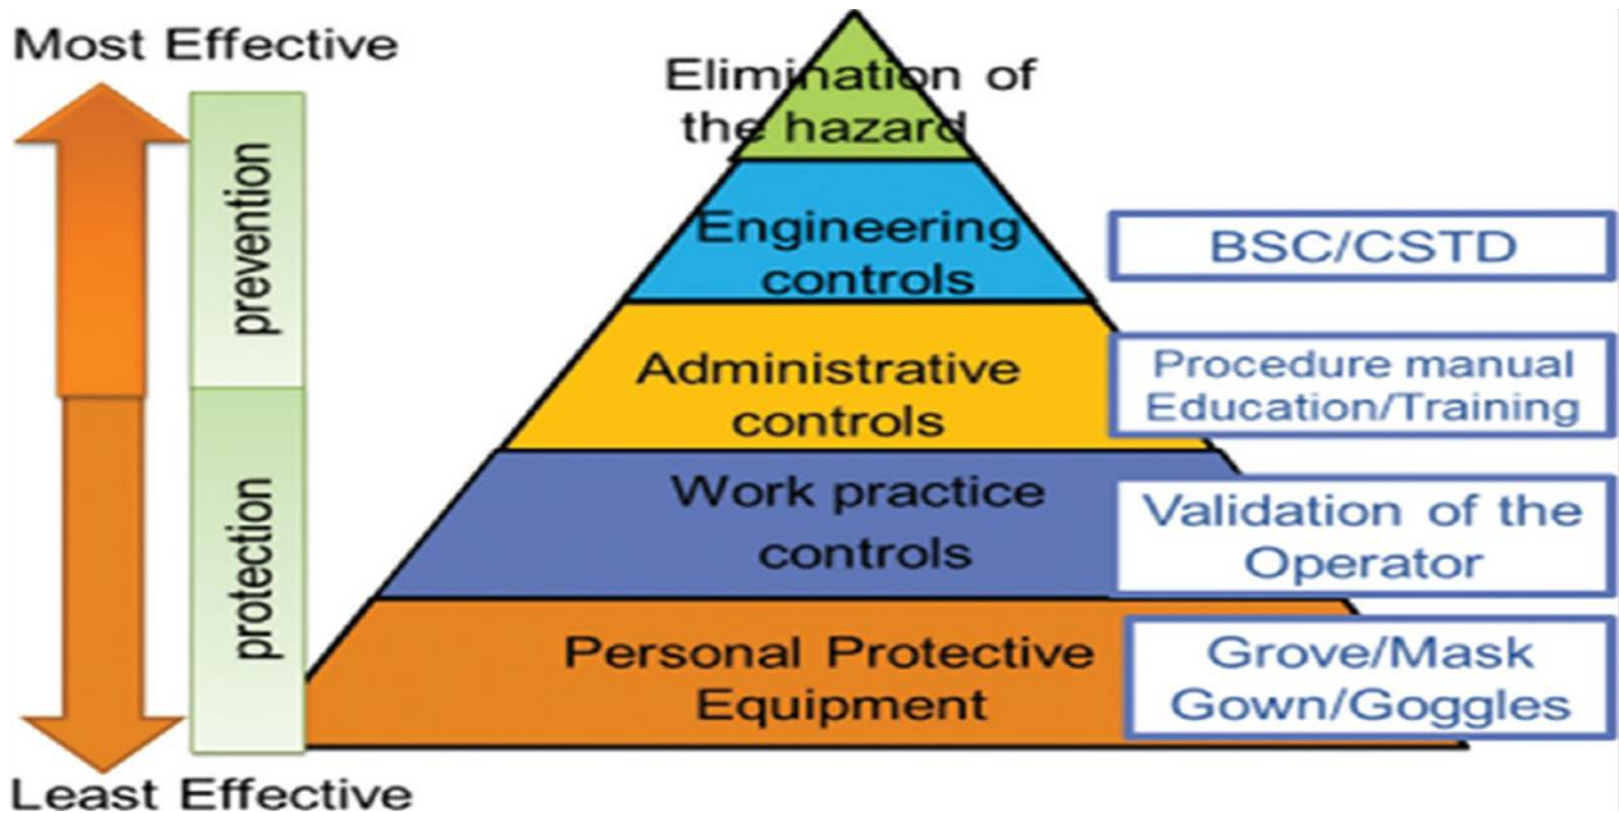 Most Effective
prevention
protection
Least Effective
Elimination of
the hazard
Engineering
controls
BSC/CSTD
Administrative
controls
Procedure manual
Education/Training
Work practice
controls
Validation of the
Operator
Personal Protective
Equipment
Grove/Mask
Gown/Goggles